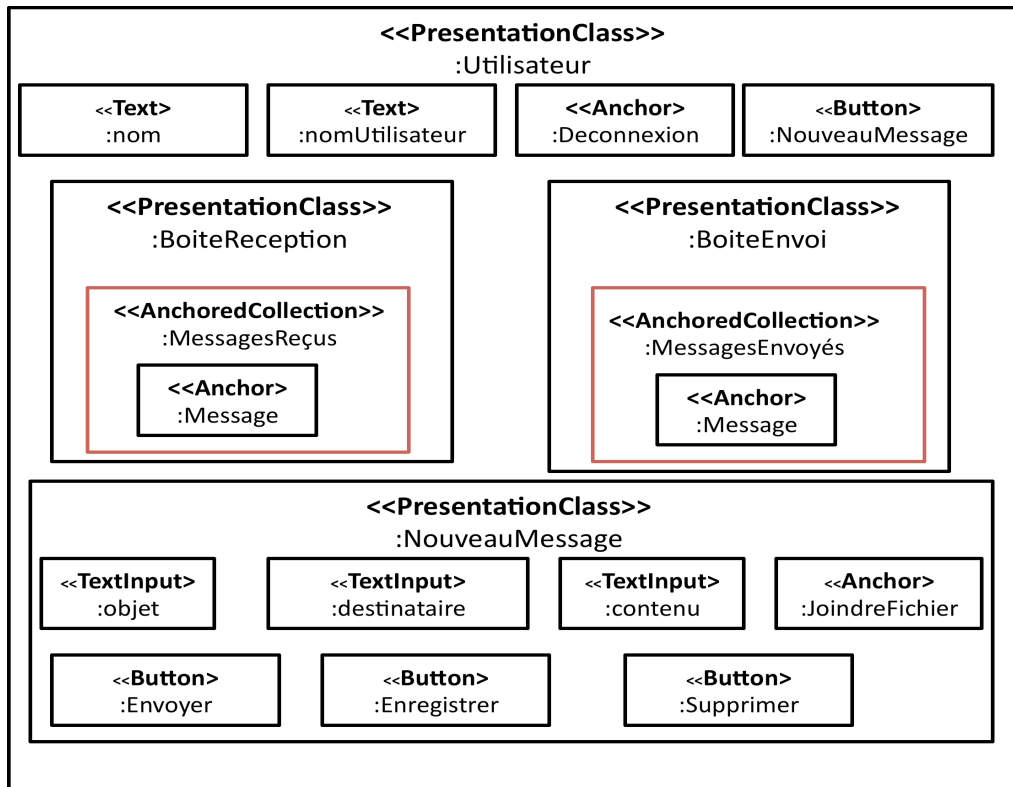 <<PresentationClass>>
:Utilisateur
<<Text>
:nom
<<Text>
:nomUtilisateur
<<Anchor>
:Deconnexion
<<Button>
:NouveauMessage
<<PresentationClass>>
:BoiteReception
<<AnchoredCollection>>
:MessagesReçus
<<Anchor>
:Message
<<PresentationClass>>
:BoiteEnvoi
<<AnchoredCollection>>
:MessagesEnvoyés
<<Anchor>
:Message
<<PresentationClass>>
:NouveauMessage
<<TextInput>
:objet
<<TextInput>
:destinataire
<<TextInput>
:contenu
<<Anchor>
:JoindreFichier
<<Button>
:Envoyer
<<Button>
:Enregistrer
<<Button>
:Supprimer